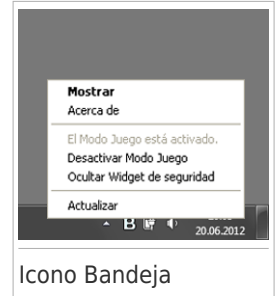 Mostrar
Acerca de
El Modo Juego está activado.
Desactivar Modo Juego
Ocultar Widget de seguridad
Actualizar
B
20.06.2012
Icono Bandeja